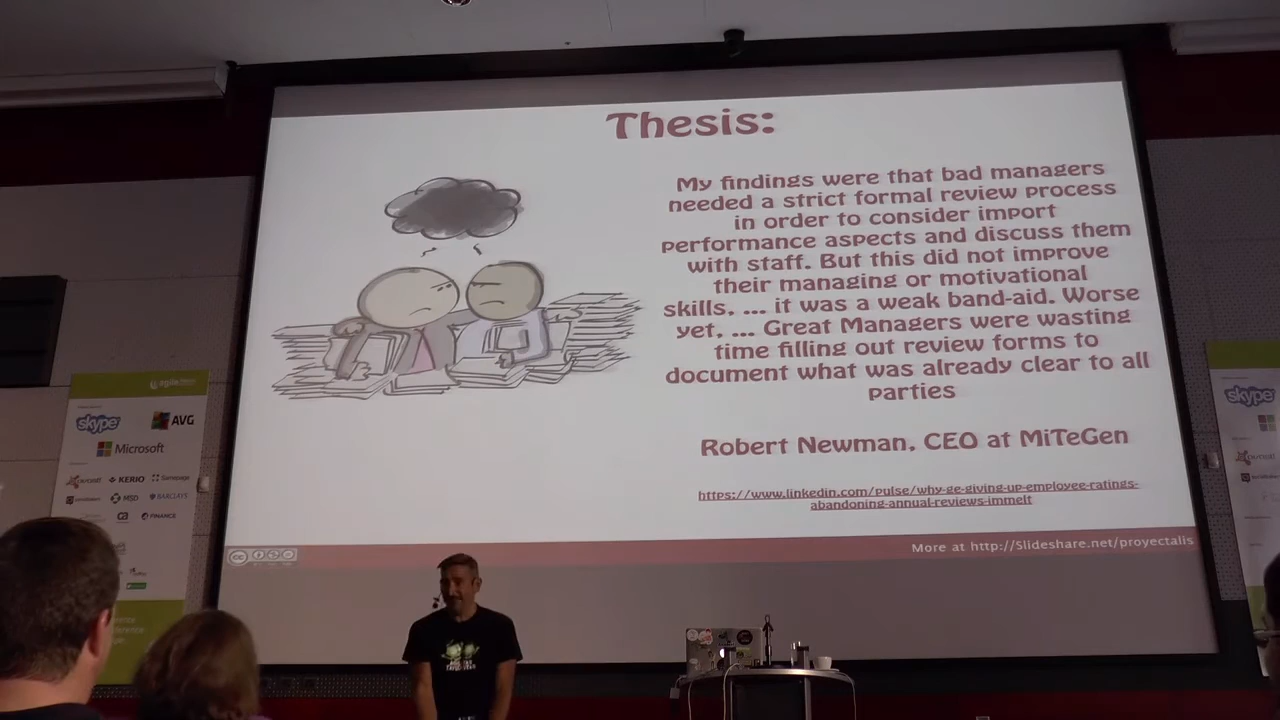 Thesis:
My findings were that bad managers
needed a strict formal review process
in order to consider import
performance aspects and discuss them
with staff. But this did not improve
their managing or motivational
skills, ... it was a weak band-aid. Worse
yet, ... Great Managers were wasting
time filling out review forms to
document what was already clear to all
parties
Robert Newman, CEO at MiTeGen
https://www.linkedin.com/pulse/why-ge-giving-up-employee-ratings-
abandoning-annual-reviews-immelt
More at http://Slideshare.net/proyectalis
cc
agile
skype
AVG
Microsoft
KERIO
MSD
BARCLAYS
FINANCE
skype